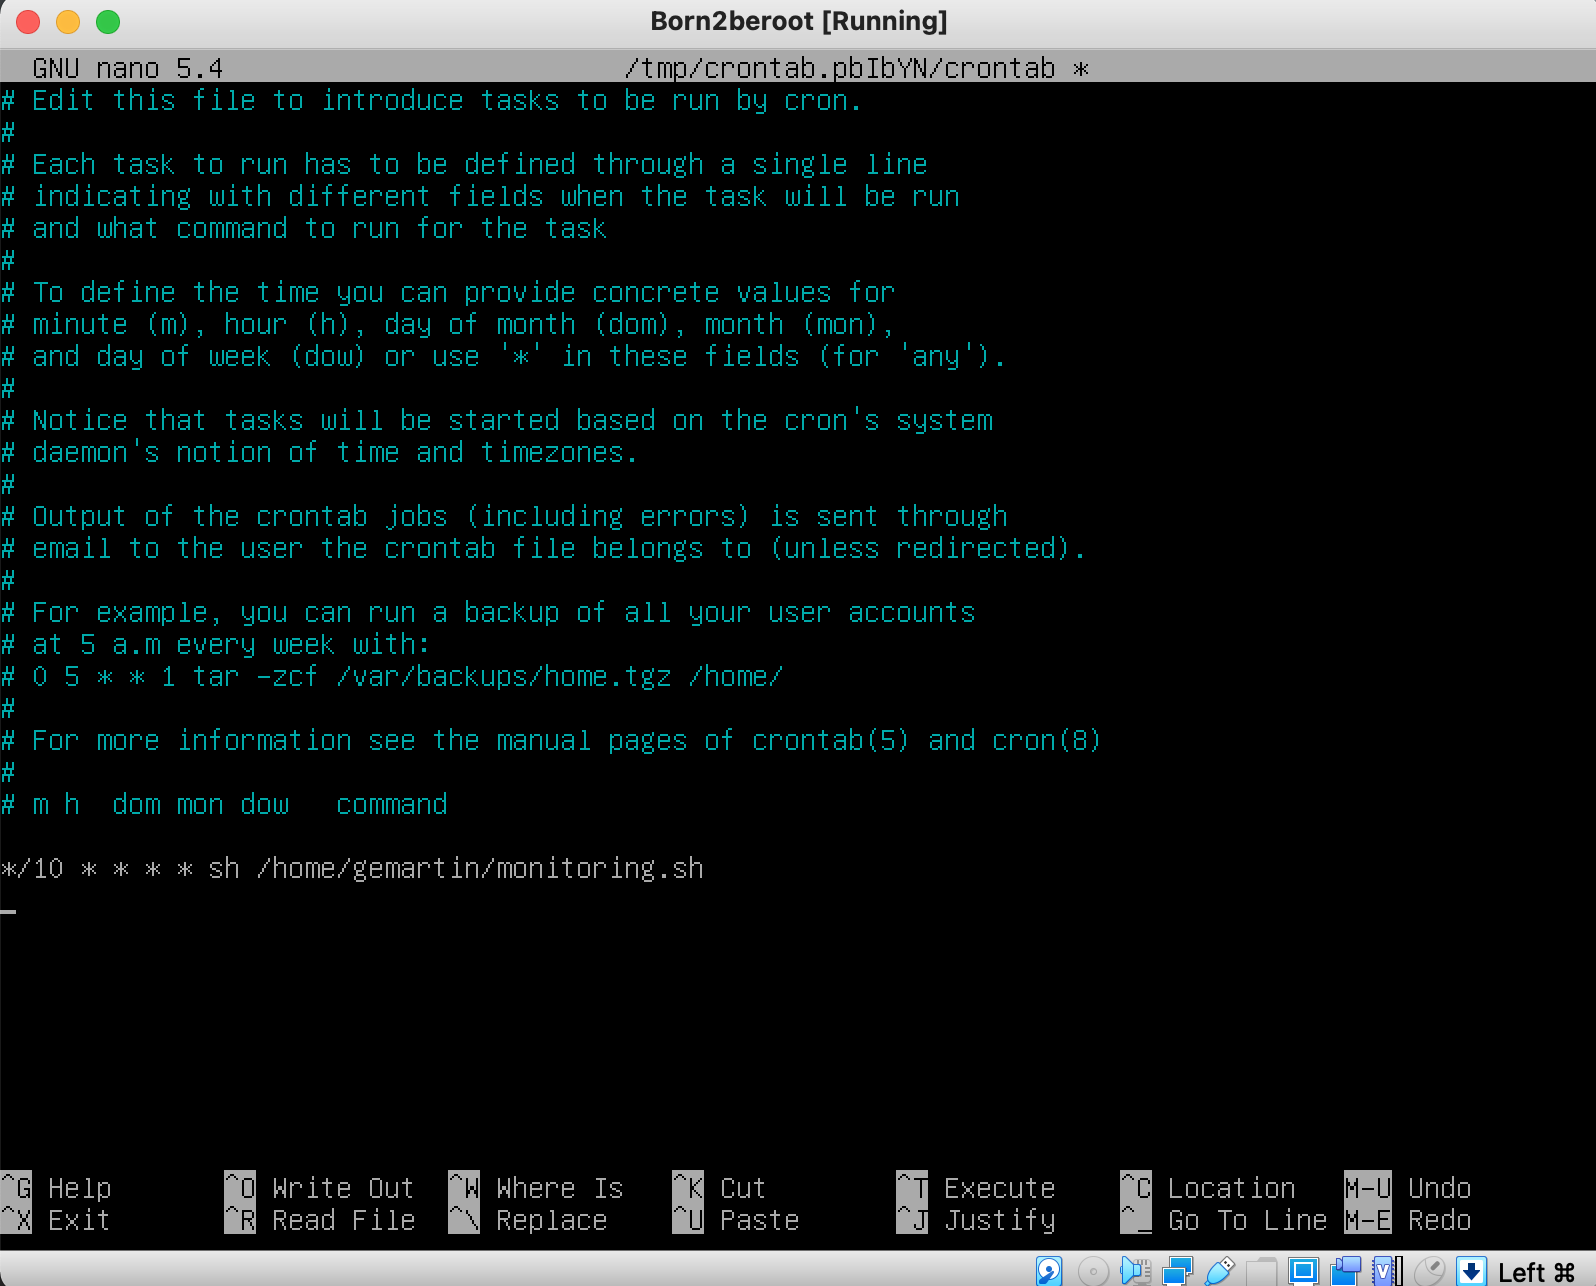 Born2beroot [Running]
GNU nano 5.4 /tmp/crontab.pbIbYN/crontab *
# Edit this file to introduce tasks to be run by cron.
#
# Each task to run has to be defined through a single line
# indicating with different fields when the task will be run
# and what command to run for the task
#
# To define the time you can provide concrete values for
# minute (m), hour (h), day of month (dom), month (mon),
# and day of week (dow) or use '*' in these fields (for 'any').
#
# Notice that tasks will be started based on the cron's system
# daemon's notion of time and timezones.
#
# Output of the crontab jobs (including errors) is sent through
# email to the user the crontab file belongs to (unless redirected).
#
# For example, you can run a backup of all your user accounts
# at 5 a.m every week with:
# 0 5 * * 1 tar -zcf /var/backups/home.tgz /home/
#
# For more information see the manual pages of crontab(5) and cron(8)
#
# m h  dom mon dow   command
*/10 * * * * sh /home/gemartin/monitoring.sh
^G Help ^O Write Out ^W Where Is ^K Cut ^T Execute ^C Location M-U Undo
^X Exit ^R Read File ^\ Replace ^U Paste ^J Justify ^_ Go To Line M-E Redo
Left ⌘